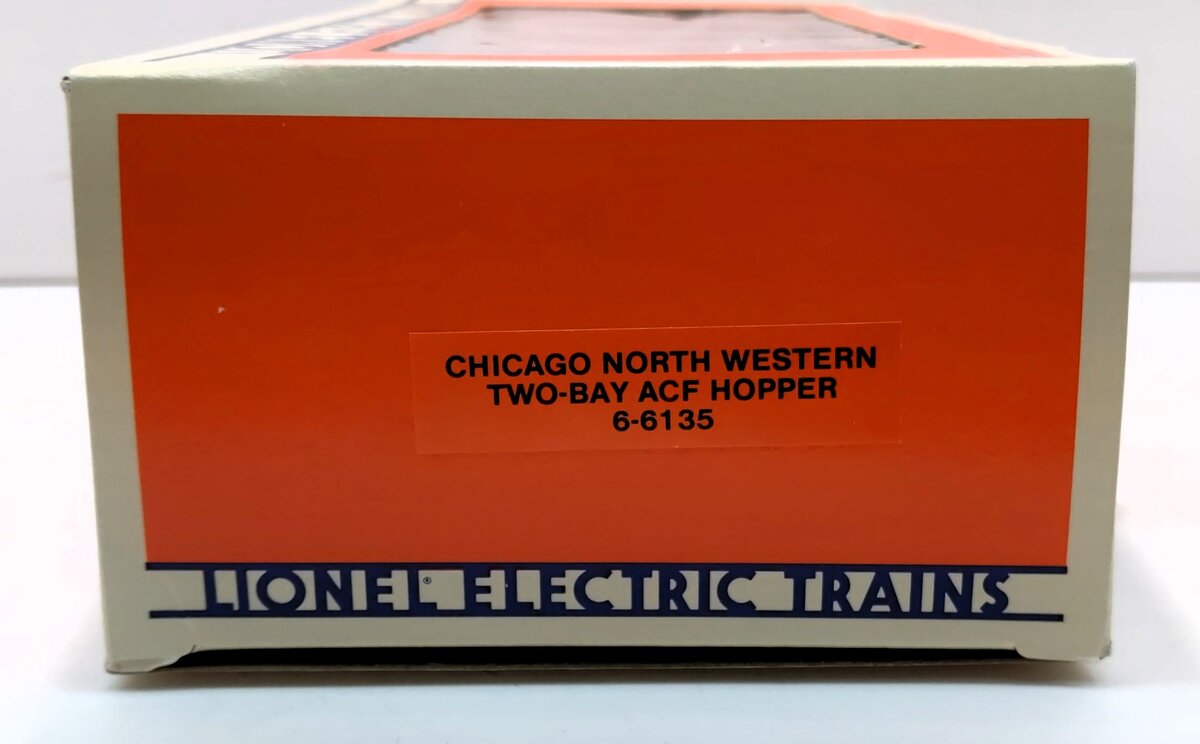 CHICAGO NORTH WESTERN
TWO-BAY ACF HOPPER
6-6135
LIONEL® ELECTRIC TRAINS